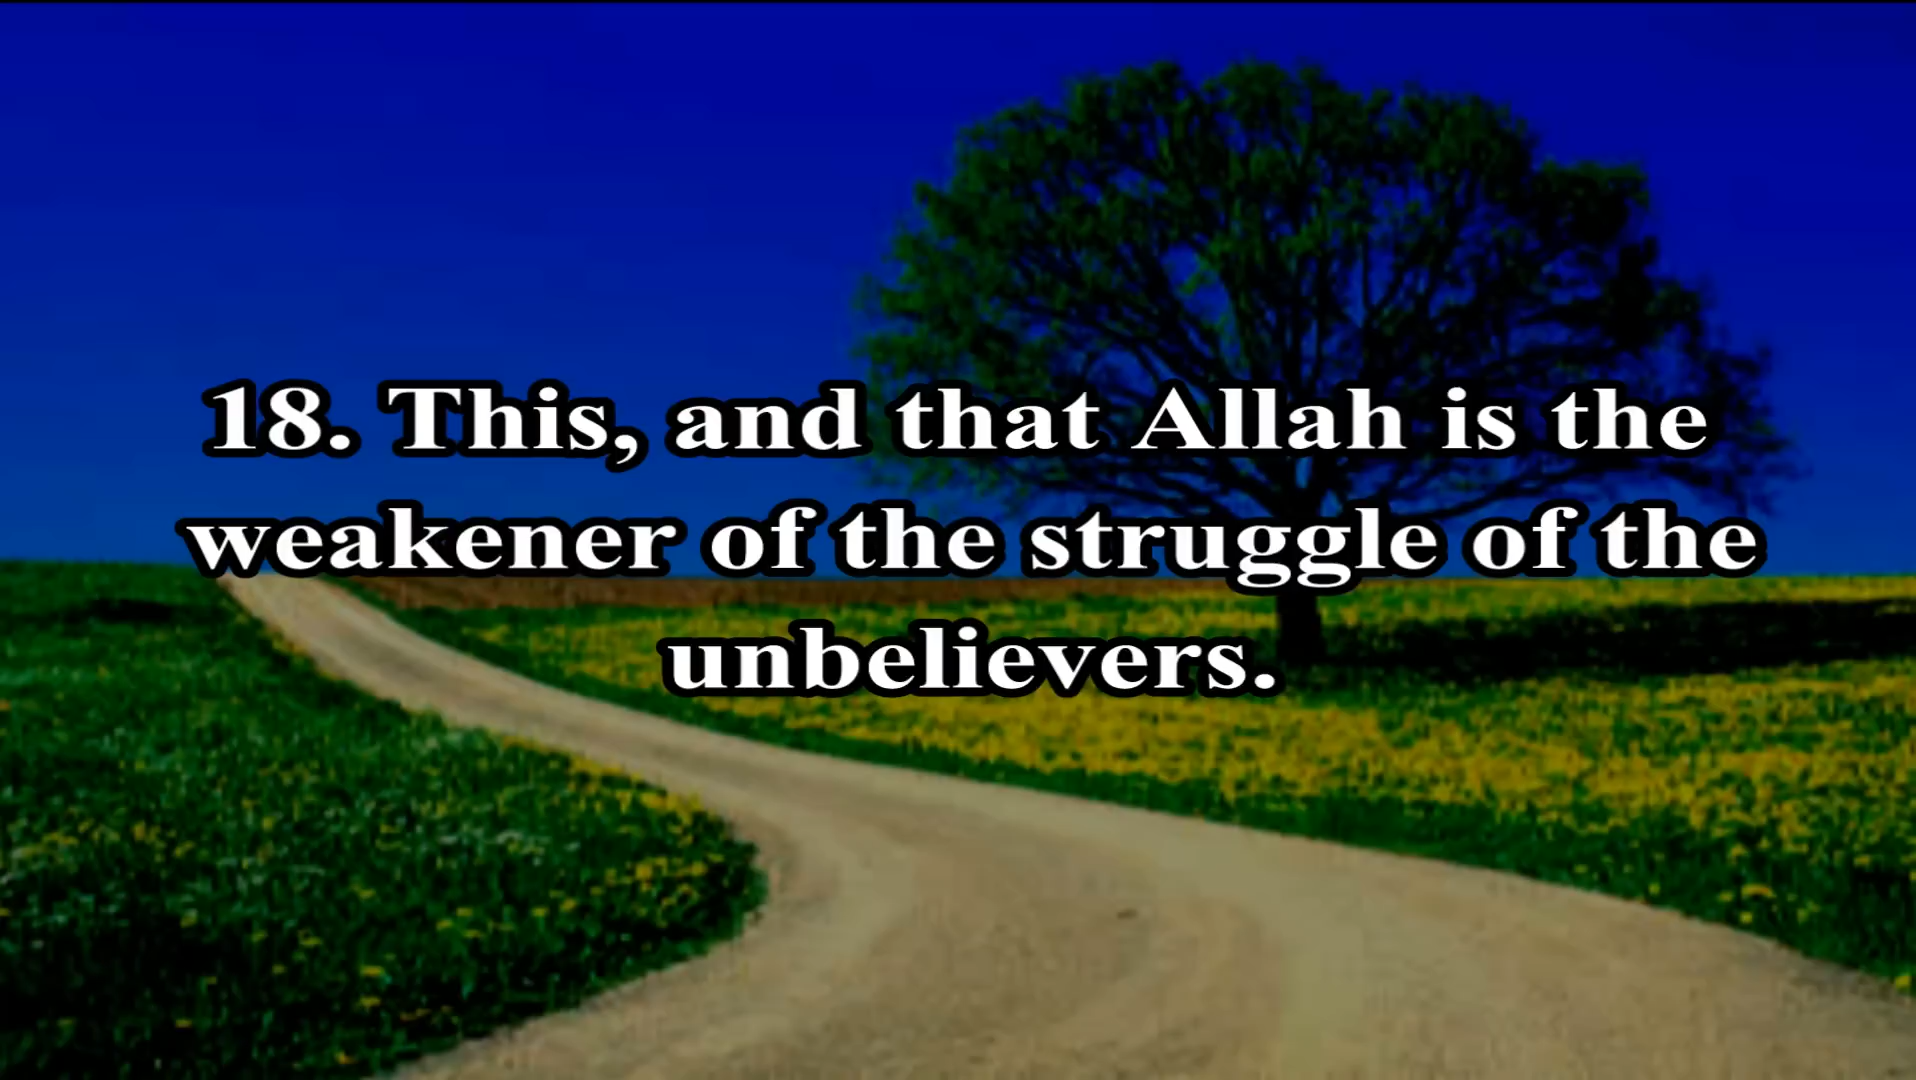 18. This, and that Allah is the
weakener of the struggle of the
unbelievers.